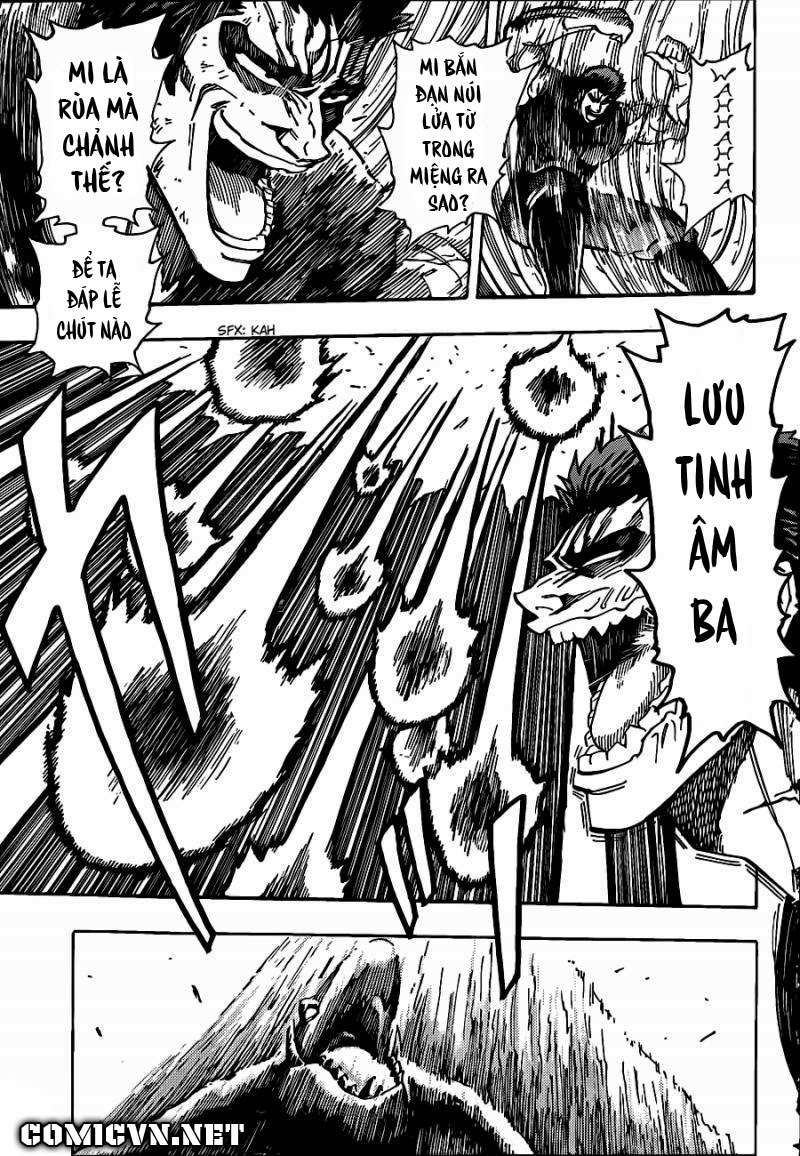 WAHHAHHA
MI BẮN
ĐẠN NÚI
LỬA TỪ
TRONG
MIỆNG RA
SAO?
MI LÀ
RÙA MÀ
CHẢNH
THẾ?
ĐỂ TA
ĐÁP LỄ
CHÚT NÀO
SFX: KAH
LƯU
TINH
ÂM
BA
COMICVN.NET